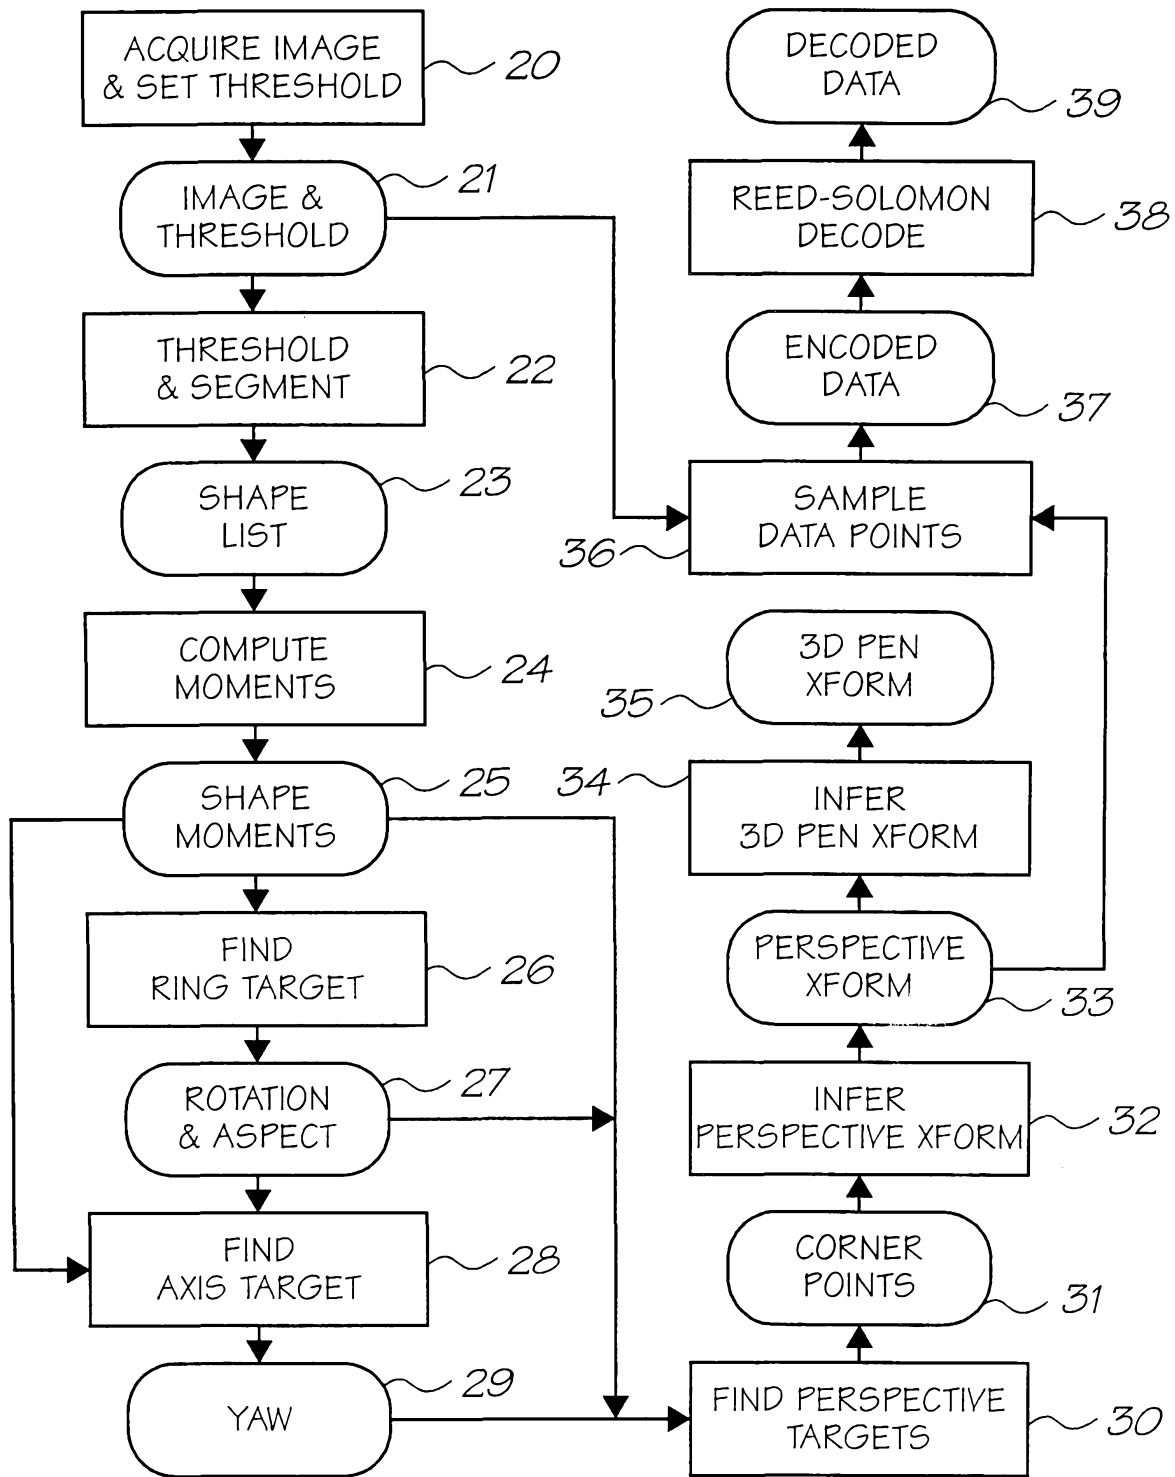 ACQUIRE IMAGE
& SET THRESHOLD
20
IMAGE &
THRESHOLD
21
THRESHOLD
& SEGMENT
22
SHAPE
LIST
23
COMPUTE
MOMENTS
24
SHAPE
MOMENTS
25
FIND
RING TARGET
26
ROTATION
& ASPECT
27
FIND
AXIS TARGET
28
YAW
29
DECODED
DATA
39
REED-SOLOMON
DECODE
38
ENCODED
DATA
37
SAMPLE
DATA POINTS
36
3D PEN
XFORM
35
INFER
3D PEN XFORM
34
PERSPECTIVE
XFORM
33
INFER
PERSPECTIVE XFORM
32
CORNER
POINTS
31
FIND PERSPECTIVE
TARGETS
30